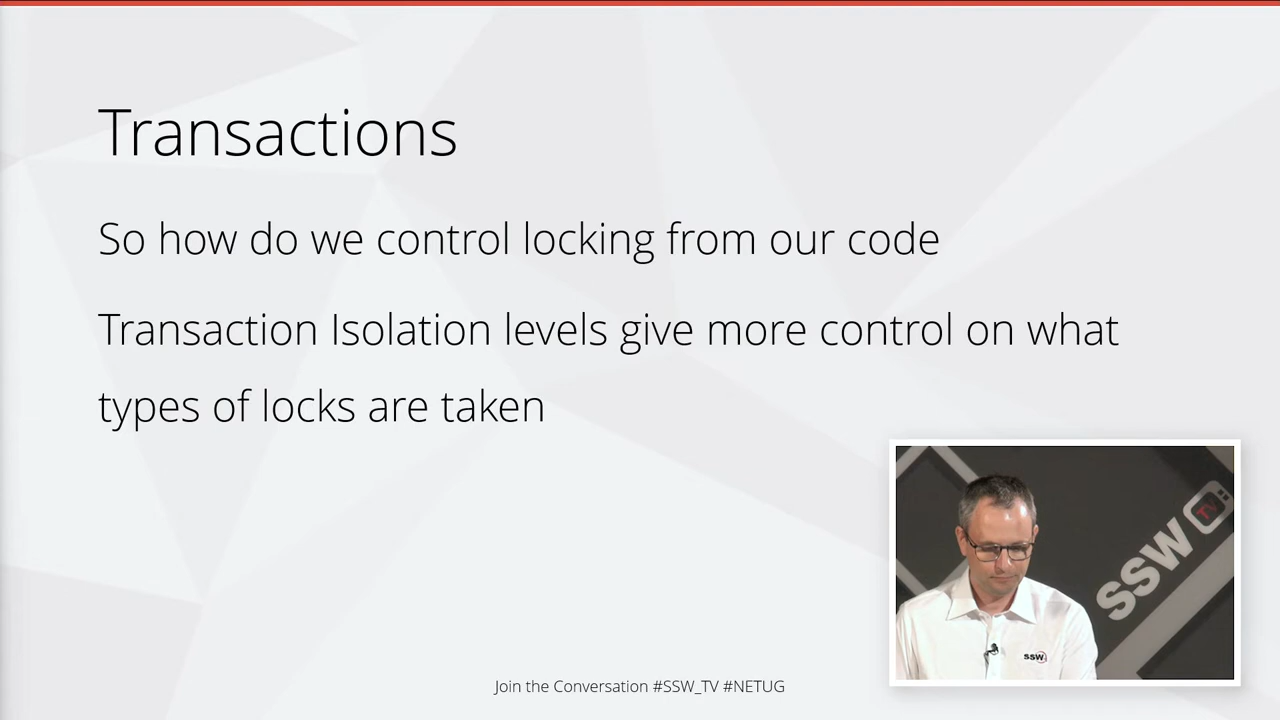 Transactions
So how do we control locking from our code
Transaction Isolation levels give more control on what
types of locks are taken
SSW TV
ssw
Join the Conversation #SSW_TV #NETUG